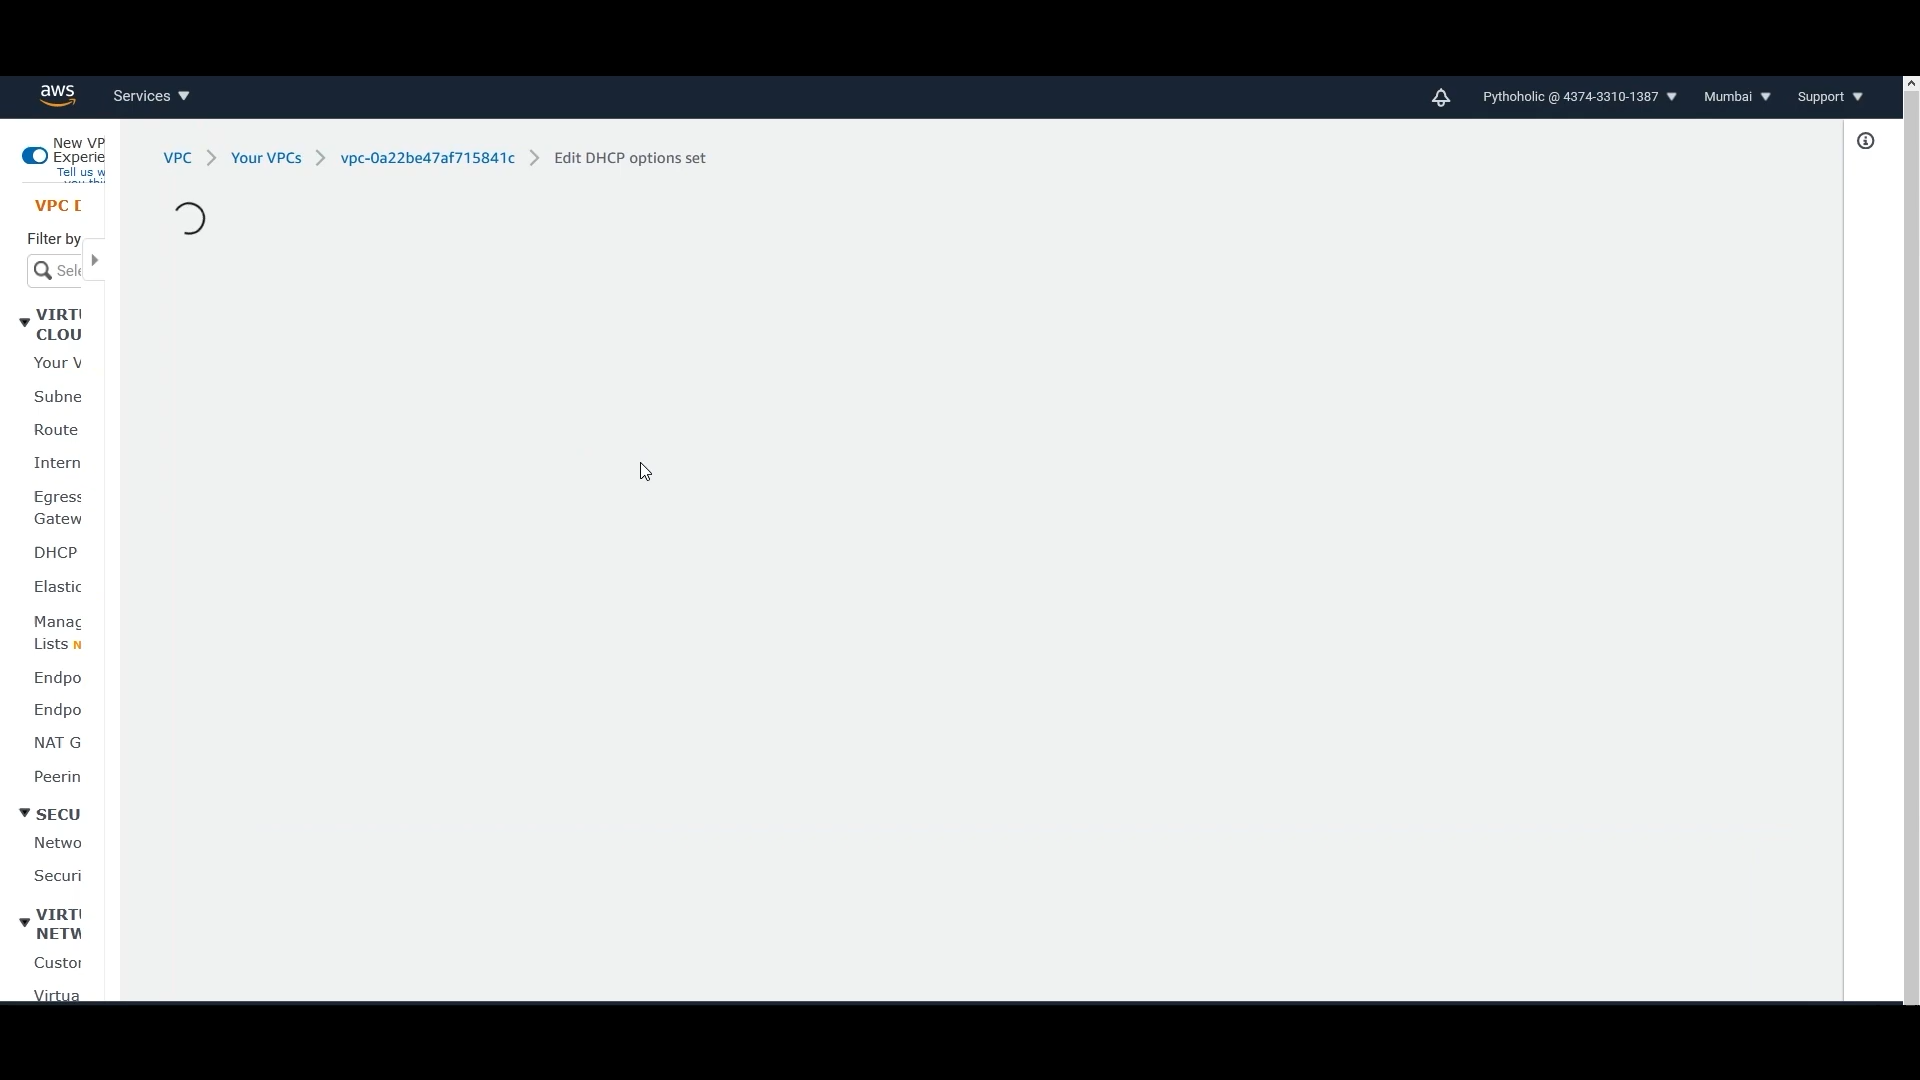 aws
Services
Pythoholic @ 4374-3310-1387
Mumbai
Support
New VP
Experie
Tell us w
VPC > Your VPCs > vpc-0a22be47af715841c > Edit DHCP options set
VPC D
Filter by
Sele
VIRTU
CLOU
Your V
Subne
Route
Intern
Egress
Gatew
DHCP
Elastic
Manag
Lists N
Endpo
Endpo
NAT G
Peerin
SECU
Netwo
Securi
VIRTU
NETW
Custor
Virtua